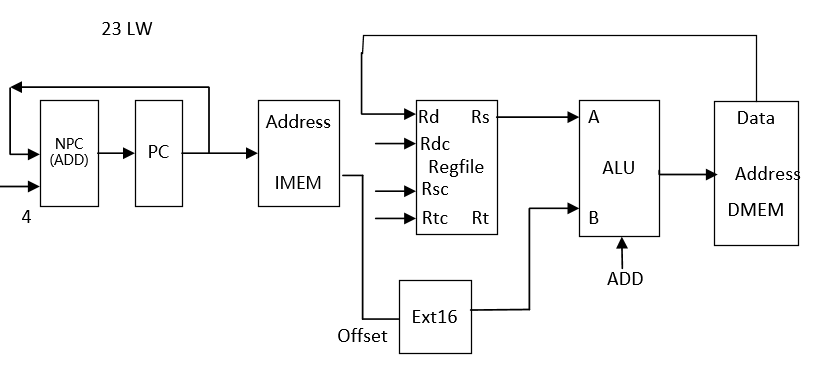 23 LW
NPC
(ADD)
4
PC
Address
IMEM
Rd
Rs
Rdc
Regfile
Rsc
Rtc
Rt
Offset
Ext16
A
ALU
B
ADD
Data
Address
DMEM